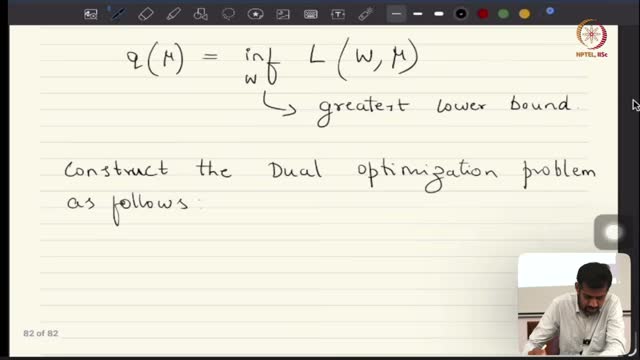 NPTEL, IISc
q(μ) = inf L(W, μ)
W
↳ greatest lower bound.
Construct the Dual optimization problem
as follows:
82 of 82